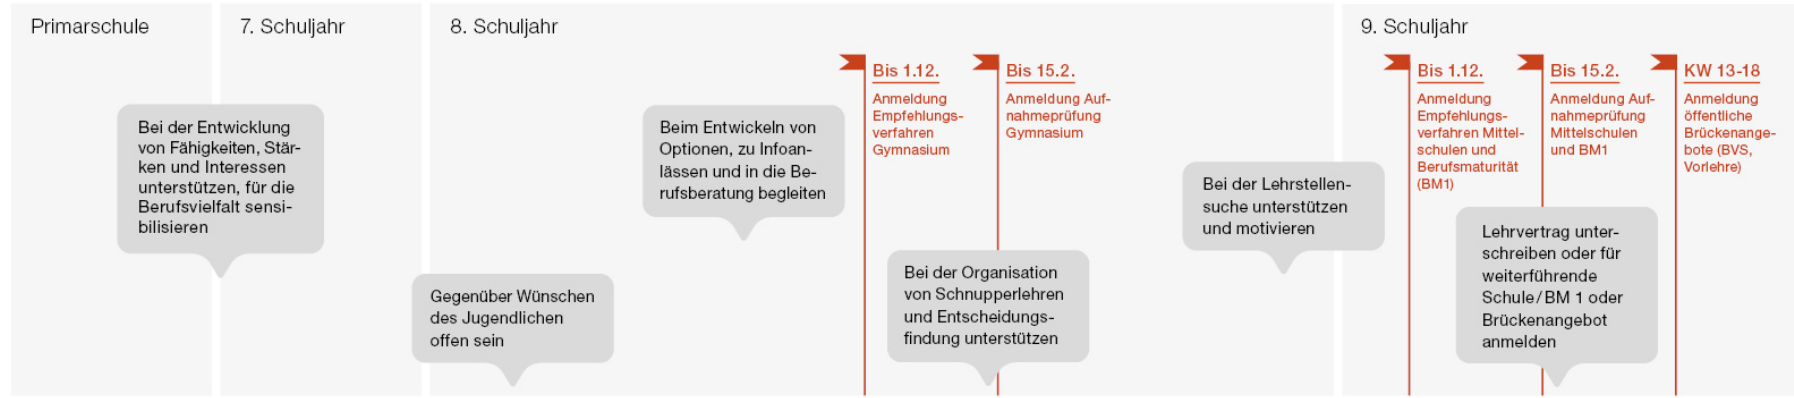 Primarschule
7. Schuljahr
8. Schuljahr
9. Schuljahr
Bei der Entwicklung
von Fähigkeiten, Stär-
ken und Interessen
unterstützen, für die
Berufsvielfalt sensi-
bilisieren
Gegenüber Wünschen
des Jugendlichen
offen sein
Beim Entwickeln von
Optionen, zu Infoan-
lässen und in die Be-
rufsberatung begleiten
Bis 1.12.
Anmeldung
Empfehlungs-
verfahren
Gymnasium
Bis 15.2.
Anmeldung Auf-
nahmeprüfung
Gymnasium
Bei der Organisation
von Schnupperlehren
und Entscheidungs-
findung unterstützen
Bei der Lehrstellen-
suche unterstützen
und motivieren
Bis 1.12.
Anmeldung
Empfehlungs-
verfahren Mittel-
schulen und
Berufsmaturität
(BM1)
Bis 15.2.
Anmeldung Auf-
nahmeprüfung
Mittelschulen
und BM1
KW 13-18
Anmeldung
öffentliche
Brückenange-
bote (BVS,
Vorlehre)
Lehrvertrag unter-
schreiben oder für
weiterführende
Schule/BM 1 oder
Brückenangebot
anmelden